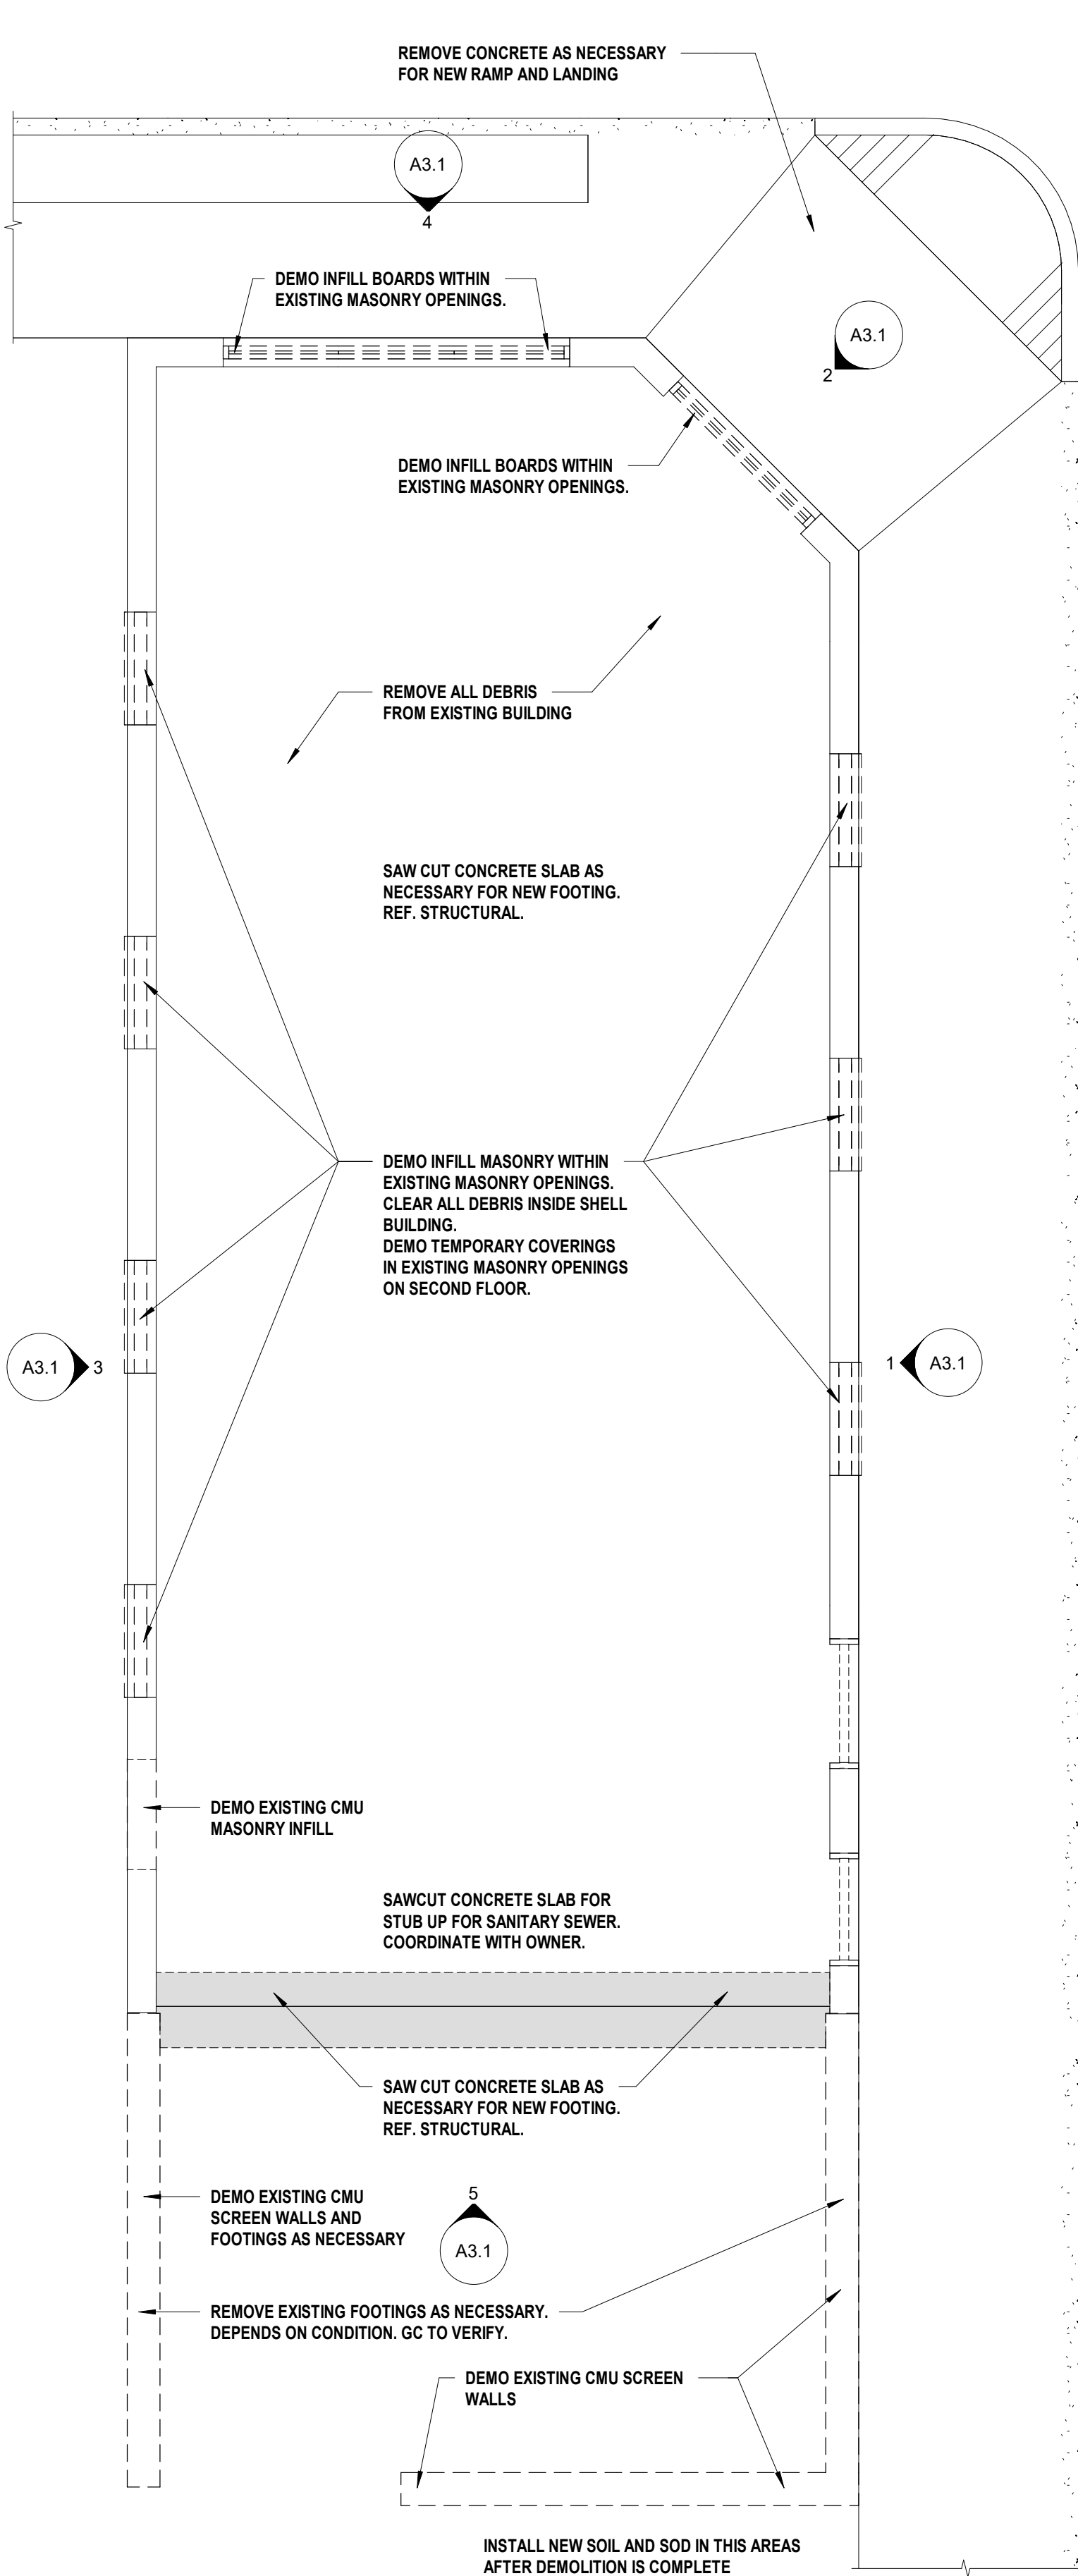 REMOVE CONCRETE AS NECESSARY
FOR NEW RAMP AND LANDING
A3.1
4
DEMO INFILL BOARDS WITHIN
EXISTING MASONRY OPENINGS.
A3.1
2
DEMO INFILL BOARDS WITHIN
EXISTING MASONRY OPENINGS.
REMOVE ALL DEBRIS
FROM EXISTING BUILDING
SAW CUT CONCRETE SLAB AS
NECESSARY FOR NEW FOOTING.
REF. STRUCTURAL.
DEMO INFILL MASONRY WITHIN
EXISTING MASONRY OPENINGS.
CLEAR ALL DEBRIS INSIDE SHELL
BUILDING.
DEMO TEMPORARY COVERINGS
IN EXISTING MASONRY OPENINGS
ON SECOND FLOOR.
A3.1 3
1 A3.1
DEMO EXISTING CMU
MASONRY INFILL
SAWCUT CONCRETE SLAB FOR
STUB UP FOR SANITARY SEWER.
COORDINATE WITH OWNER.
SAW CUT CONCRETE SLAB AS
NECESSARY FOR NEW FOOTING.
REF. STRUCTURAL.
DEMO EXISTING CMU
SCREEN WALLS AND
FOOTINGS AS NECESSARY
5
A3.1
REMOVE EXISTING FOOTINGS AS NECESSARY.
DEPENDS ON CONDITION. GC TO VERIFY.
DEMO EXISTING CMU SCREEN
WALLS
INSTALL NEW SOIL AND SOD IN THIS AREAS
AFTER DEMOLITION IS COMPLETE